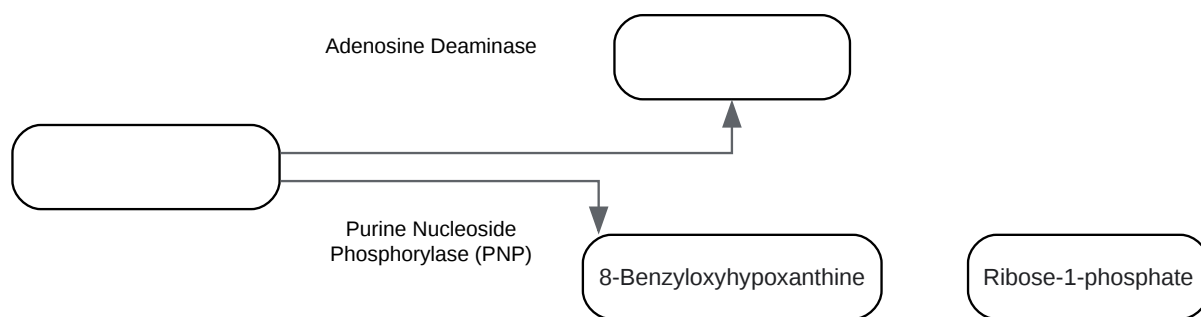 Adenosine Deaminase
Purine Nucleoside
Phosphorylase (PNP)
8-Benzyloxyhypoxanthine
Ribose-1-phosphate